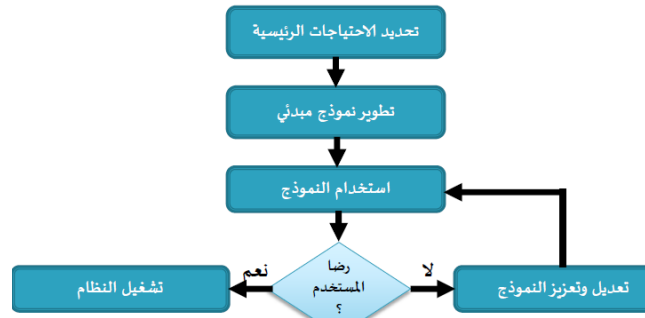 تحديد الاحتياجات الرئيسية
تطوير نموذج مبدئي
استخدام النموذج
رضا
المستخدم
؟
نعم
لا
تشغيل النظام
تعديل وتعزيز النموذج